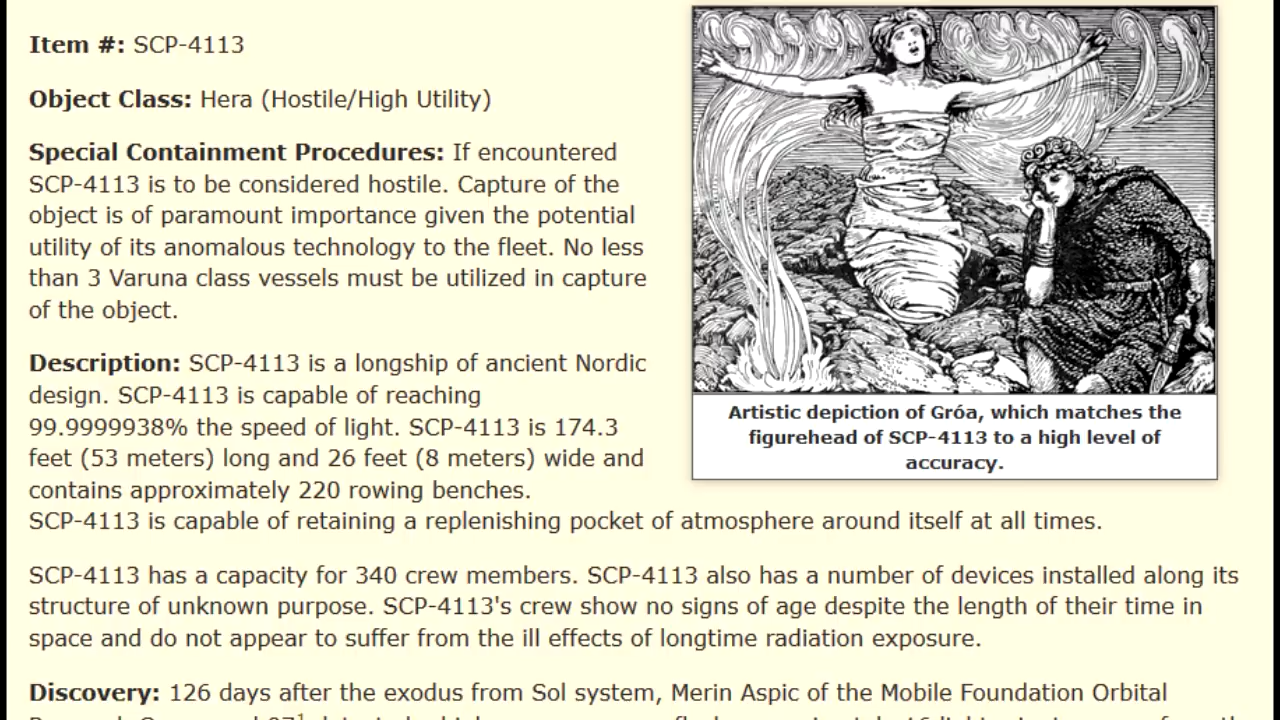 Item #: SCP-4113
Object Class: Hera (Hostile/High Utility)
Special Containment Procedures: If encountered
SCP-4113 is to be considered hostile. Capture of the
object is of paramount importance given the potential
utility of its anomalous technology to the fleet. No less
than 3 Varuna class vessels must be utilized in capture
of the object.
Description: SCP-4113 is a longship of ancient Nordic
design. SCP-4113 is capable of reaching
99.9999938% the speed of light. SCP-4113 is 174.3
feet (53 meters) long and 26 feet (8 meters) wide and
contains approximately 220 rowing benches.
SCP-4113 is capable of retaining a replenishing pocket of atmosphere around itself at all times.
Artistic depiction of Gróa, which matches the
figurehead of SCP-4113 to a high level of
accuracy.
SCP-4113 has a capacity for 340 crew members. SCP-4113 also has a number of devices installed along its
structure of unknown purpose. SCP-4113's crew show no signs of age despite the length of their time in
space and do not appear to suffer from the ill effects of longtime radiation exposure.
Discovery: 126 days after the exodus from Sol system, Merin Aspic of the Mobile Foundation Orbital